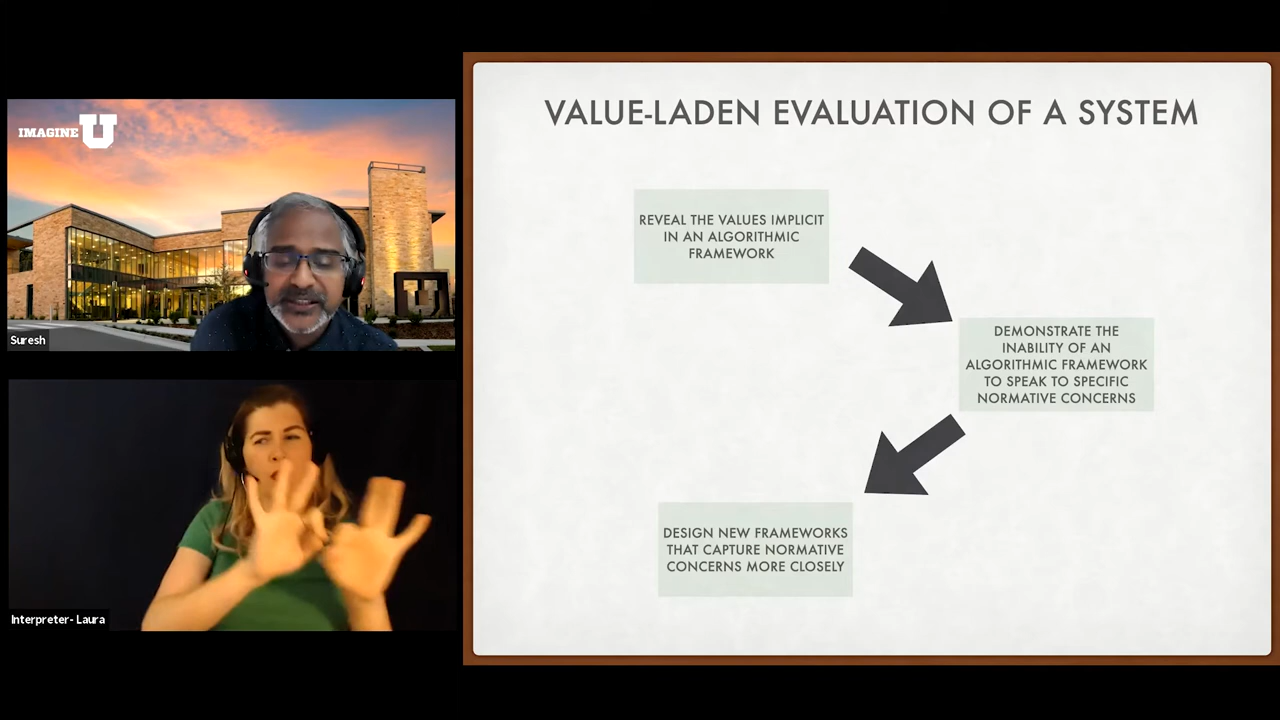 IMAGINE U
Suresh
Interpreter- Laura
VALUE-LADEN EVALUATION OF A SYSTEM
REVEAL THE VALUES IMPLICIT
IN AN ALGORITHMIC
FRAMEWORK
DEMONSTRATE THE
INABILITY OF AN
ALGORITHMIC FRAMEWORK
TO SPEAK TO SPECIFIC
NORMATIVE CONCERNS
DESIGN NEW FRAMEWORKS
THAT CAPTURE NORMATIVE
CONCERNS MORE CLOSELY